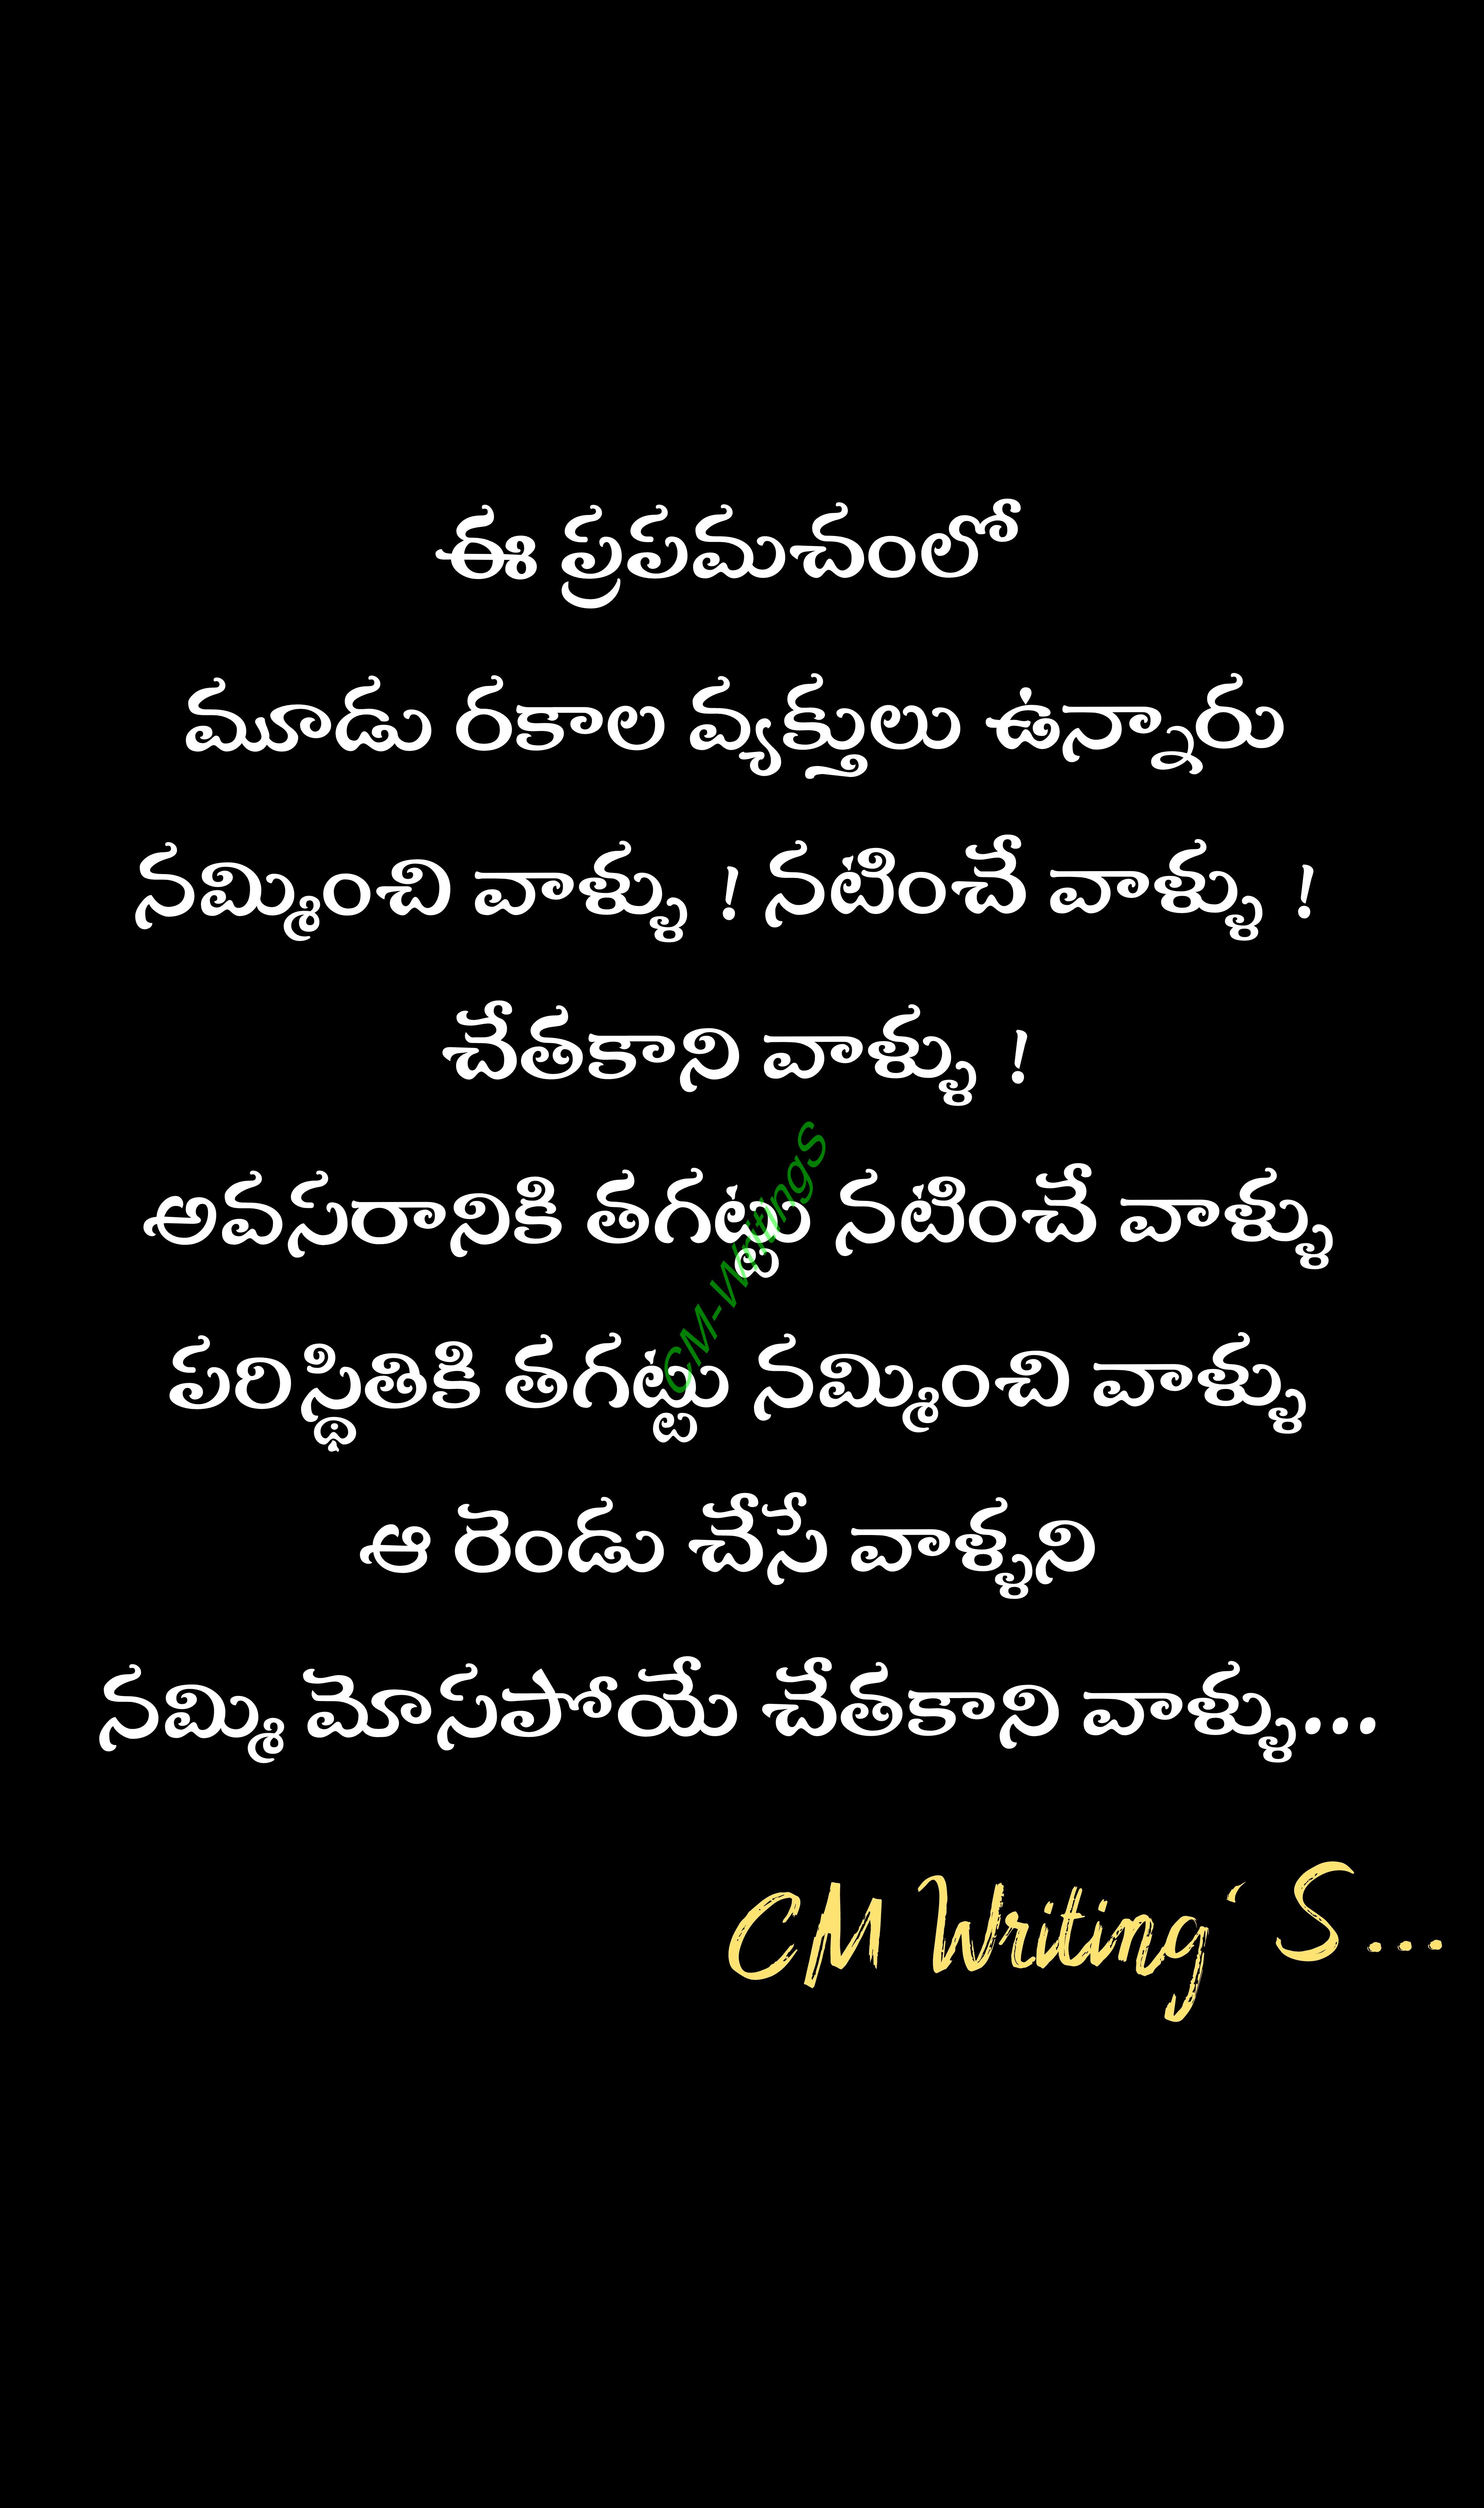 ఈ ప్రపమచంలో
మూడు రకాల వ్యక్తులు ఉన్నారు
నమ్మించి వాళ్ళు ! నటించే వాళ్ళు !
చేతకాని వాళ్ళు !
అవసరానికి తగట్టు నటించే వాళ్ళు
పరిస్థితికి తగట్టు నమ్మించి వాళ్ళు
ఆ రెండు చేసే వాళ్ళని
నమ్మి మోసపోయే చేతకాని వాళ్ళు...
CM-Writings
CM Writing' S...